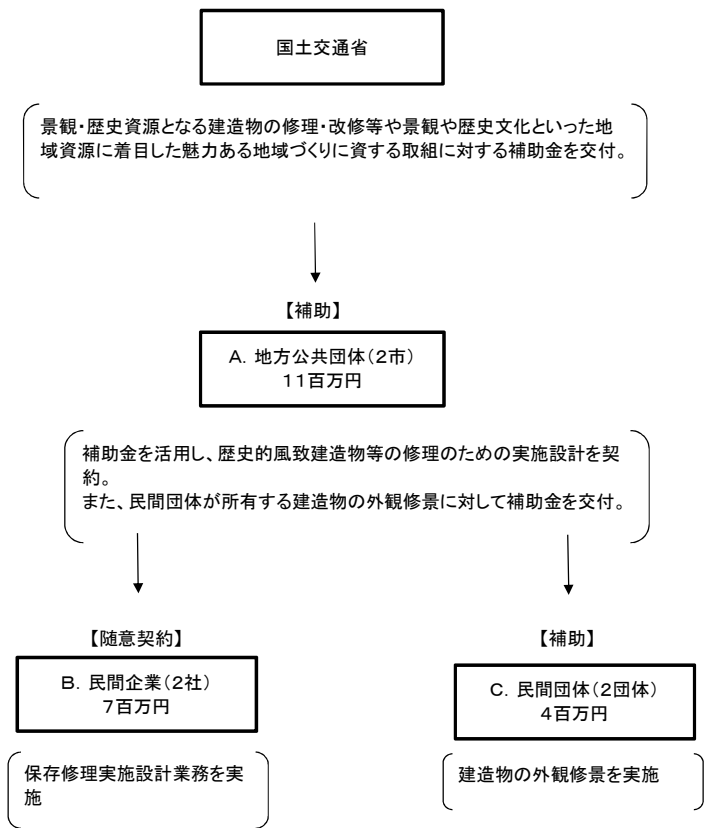 国土交通省
景観・歴史資源となる建造物の修理・改修等や景観や歴史文化といった地
域資源に着目した魅力ある地域づくりに資する取組に対する補助金を交付。
【補助】
A. 地方公共団体（2市）
11百万円
補助金を活用し、歴史的風致建造物等の修理のための実施設計を契
約。
また、民間団体が所有する建造物の外観修景に対して補助金を交付。
【随意契約】
B. 民間企業（2社）
7百万円
保存修理実施設計業務を実
施
【補助】
C. 民間団体（2団体）
4百万円
建造物の外観修景を実施